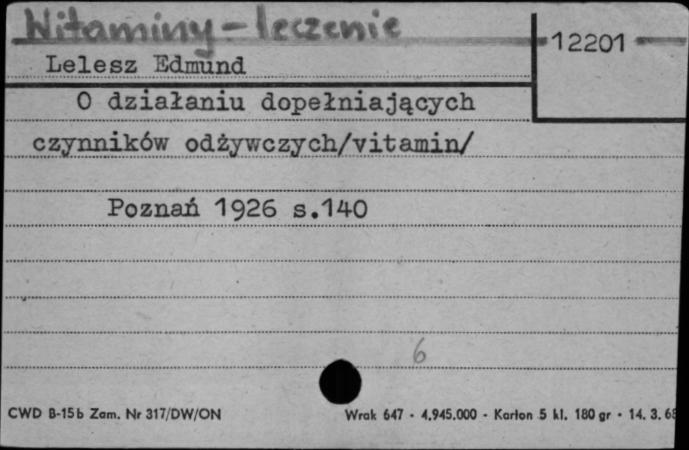 Witaminy - leczenie
12201
Lelesz Edmund
O działaniu dopełniających
czynników odżywczych/vitamin/
Poznań 1926 s.140
6
CWD B-15b Zam. Nr 317/DW/ON
Wrak 647 - 4.945.000 - Karton 5 kl. 180 gr - 14. 3. 68